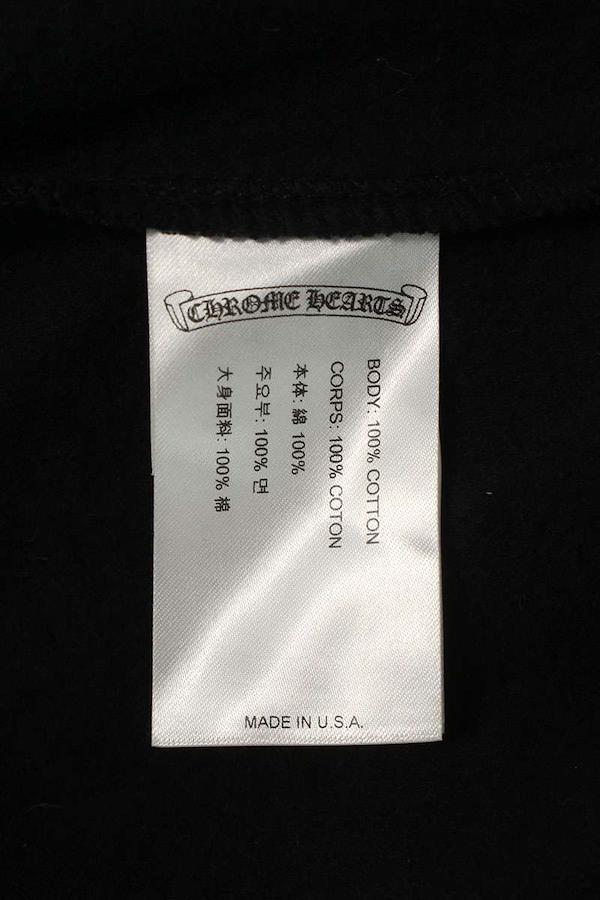 CHROME HEARTS
BODY: 100% COTTON
CORPS: 100% COTON
本体: 綿 100%
주요부: 100% 면
大身面料: 100% 棉
MADE IN U.S.A.